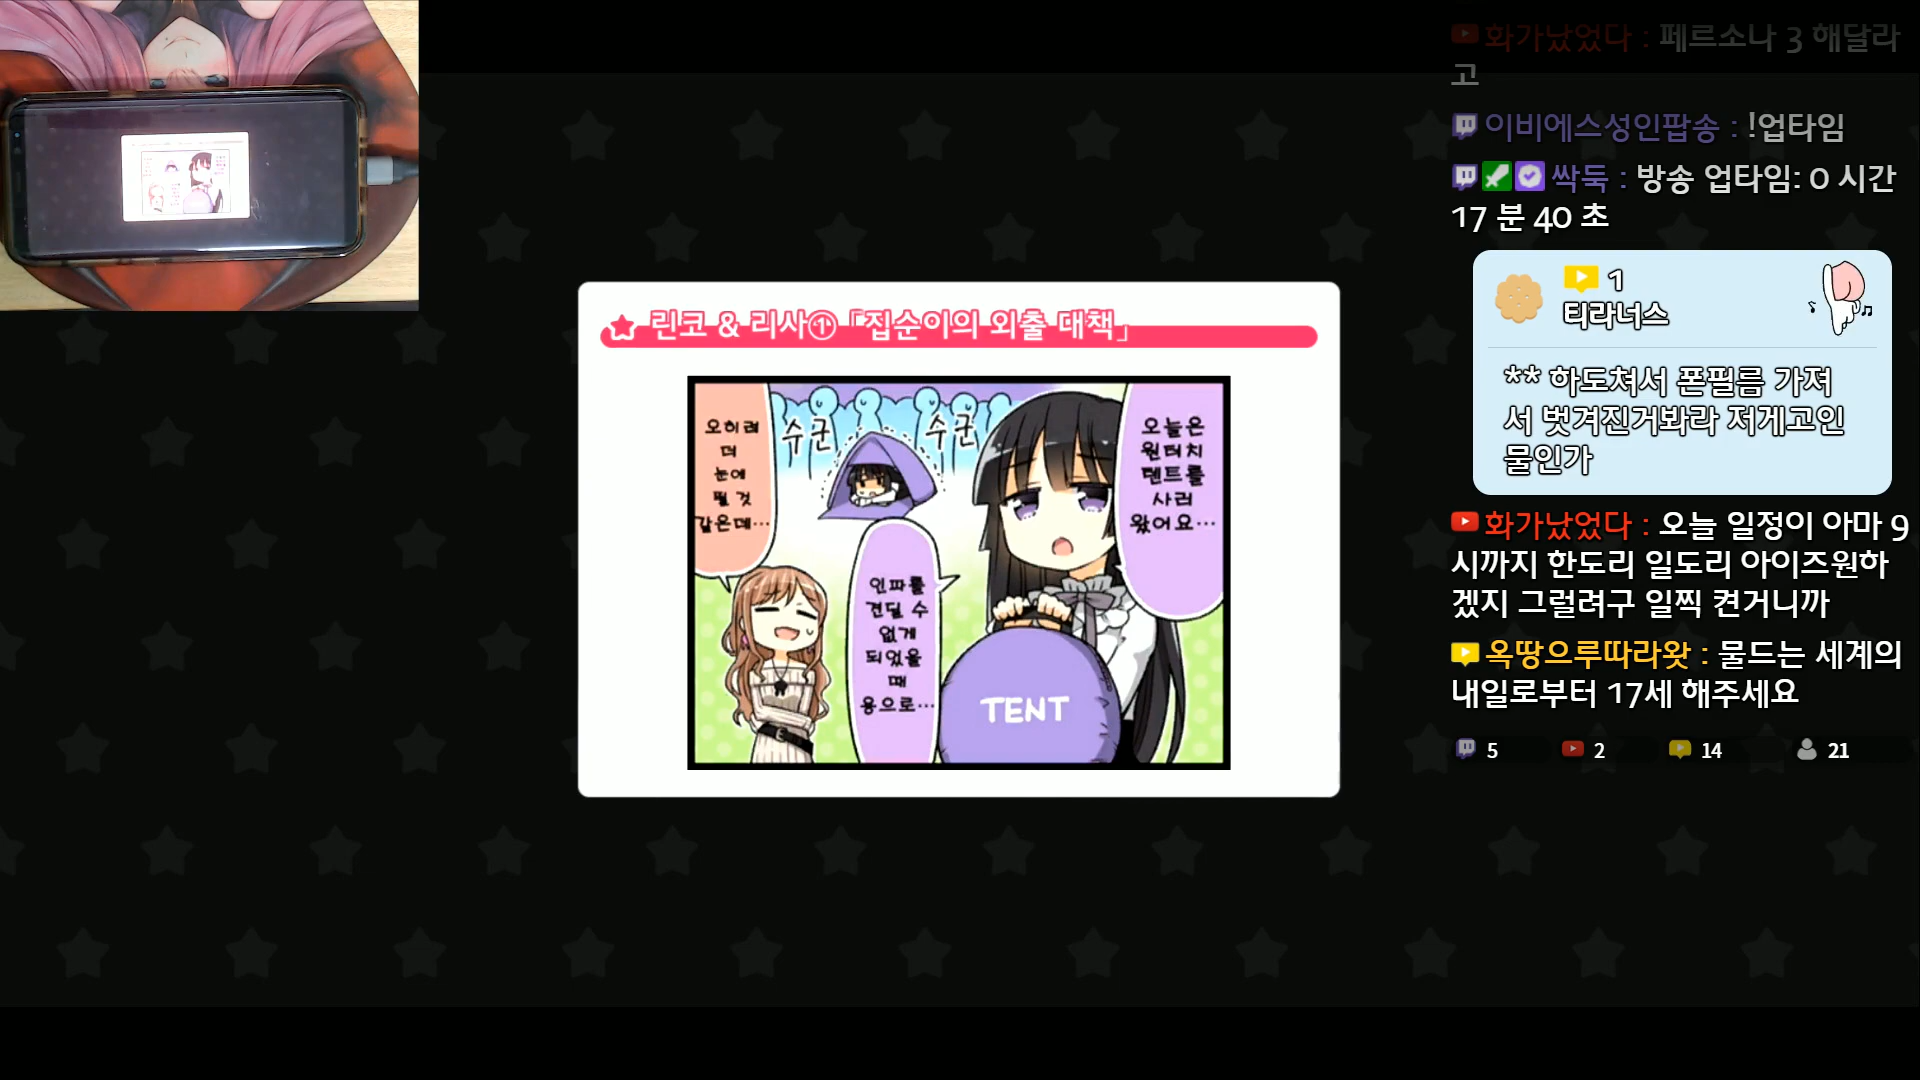 화가났었다 : 페르소나 3 해달라
고
이비에스성인팝송 : !업타임
싹둑 : 방송 업타임: 0 시간
17 분 40 초
1
티라너스
** 하도쳐서 폰필름 가져
서 벗겨진거봐라 저게고인
물인가
화가났었다 : 오늘 일정이 아마 9
시까지 한도리 일도리 아이즈원하
겠지 그럴려구 일찍 켠거니까
옥땅으루따라왓 : 물드는 세계의
내일로부터 17세 해주세요
5 2 14 21
린코 & 리사① 「집순이의 외출 대책」
오늘은
원터치
텐트를
사러
왔어요…
수군
수군
인파를
견딜 수
없게
되었을
때
용으로…
TENT
오히려
더
눈에
띌 것
같은데…